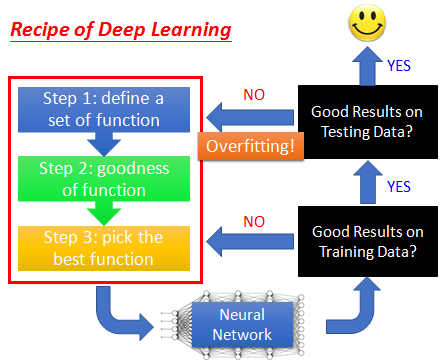 Recipe of Deep Learning
YES
Step 1: define a
set of function
NO
Good Results on
Testing Data?
Overfitting!
Step 2: goodness
of function
YES
NO
Step 3: pick the
best function
Good Results on
Training Data?
Neural
Network